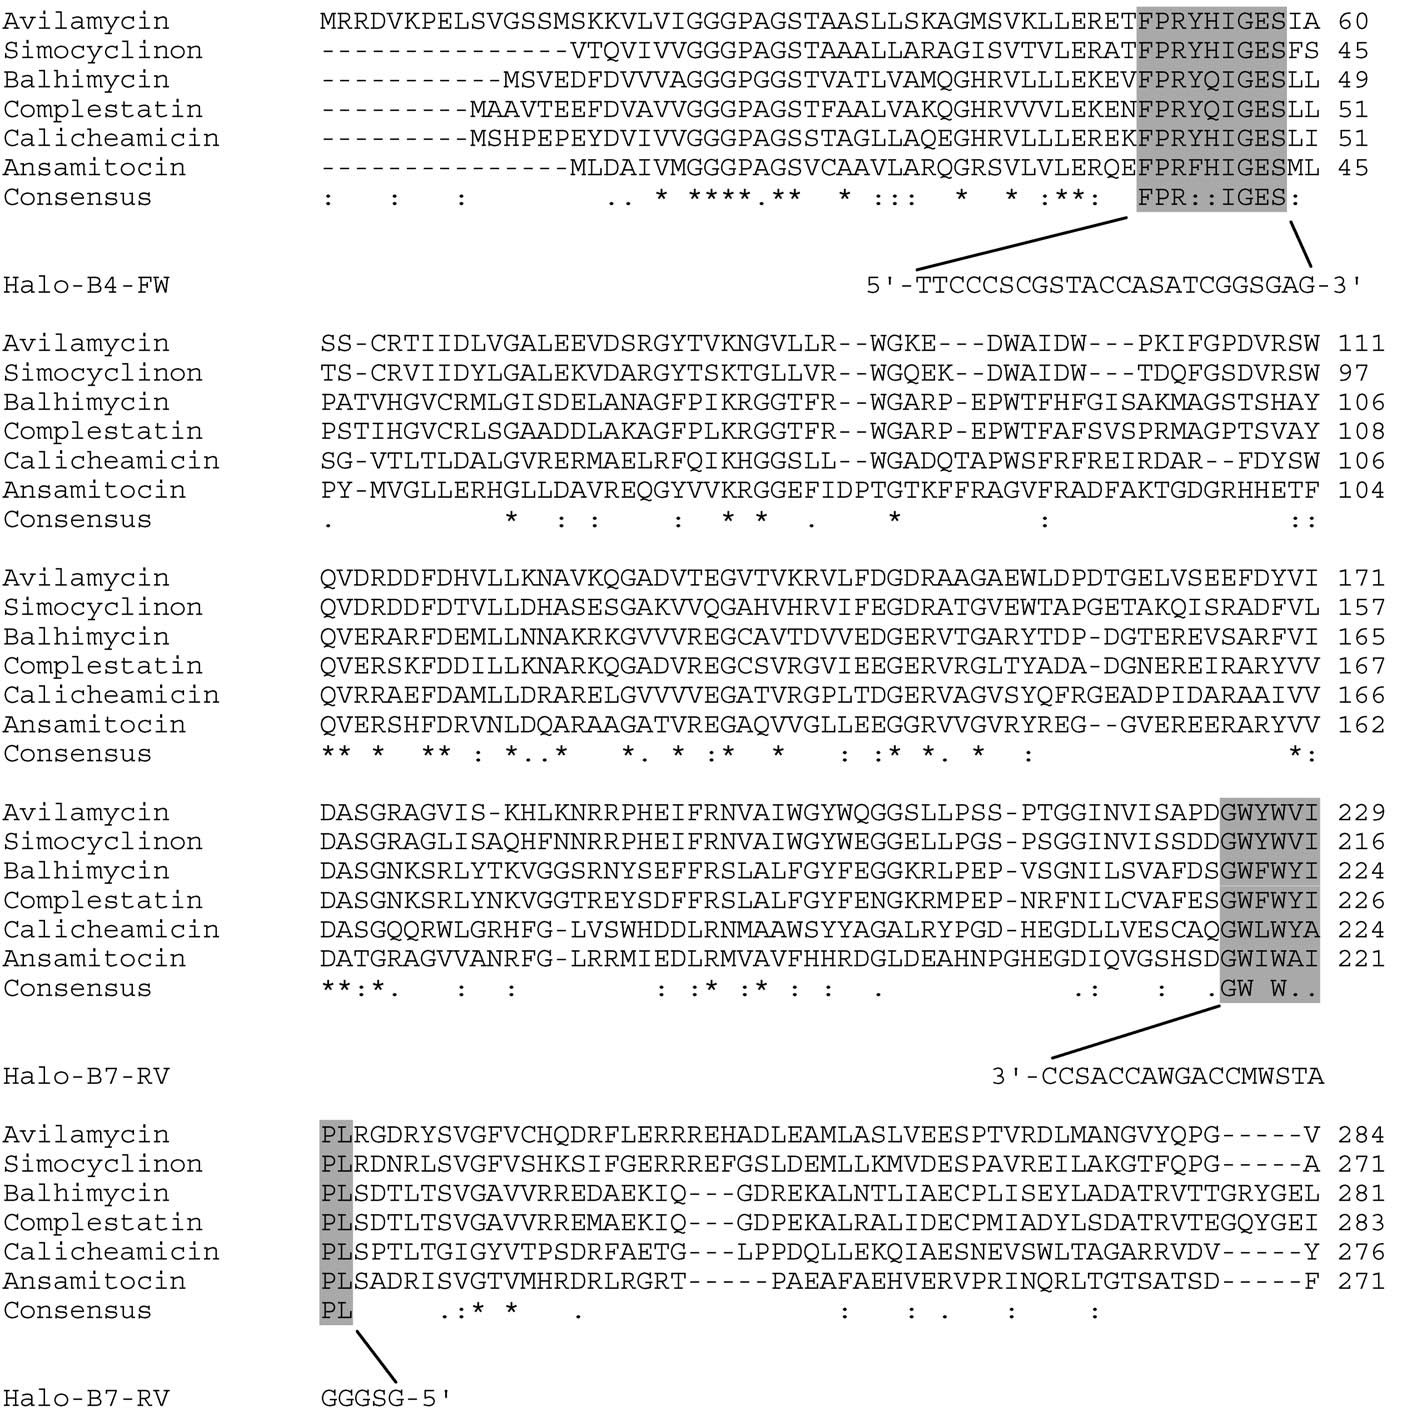 Avilamycin MRRDVKPELSVGSSMSKKVLVIGGGPAGSTAASLLSKAGMSVKLLERETFPRYHIGESIA 60
Simocyclinon ---------------VTQVIVVGGGPAGSTAAALLARAGISVTVLERATFPRYHIGESFS 45
Balhimycin -----------MSVEDFDVVVAGGGPGGSTVATLVAMQGHRVLLLEKEVFPRYQIGESLL 49
Complestatin ---------MAAVTEEFDVAVVGGGPAGSTFAALVAKQGHRVVVLEKENFPRYQIGESLL 51
Calicheamicin ---------MSHPEPEYDVIVVGGGPAGSSTAGLLAQEGHRVLLLEREKFPRYHIGESLI 51
Ansamitocin ---------------MLDAIVMGGGPAGSVCAAVLARQGRSVLVLERQEFPRFHIGESML 45
Consensus : : : .. * ****.** * ::: * * :**: FPR::IGES:
Halo-B4-FW 5'-TTCCCSCGSTACCASATCGGSGAG-3'
Avilamycin SS-CRTIIDLVGALEEVDSRGYTVKNGVLLR--WGKE---DWAIDW---PKIFGPDVRSW 111
Simocyclinon TS-CRVIIDYLGALEKVDARGYTSKTGLLVR--WGQEK--DWAIDW---TDQFGSDVRSW 97
Balhimycin PATVHGVCRMLGISDELANAGFPIKRGGTFR--WGARP-EPWTFHFGISAKMAGSTSHAY 106
Complestatin PSTIHGVCRLSGAADDLAKAGFPLKRGGTFR--WGARP-EPWTFAFSVSPRMAGPTSVAY 108
Calicheamicin SG-VTLTLDALGVRERMAELRFQIKHGGSLL--WGADQTAPWSFRFREIRDAR--FDYSW 106
Ansamitocin PY-MVGLLERHGLLDAVREQGYVVKRGGEFIDPTGTKFFRAGVFRADFAKTGDGRHHETF 104
Consensus . * : : : * * . * : ::
Avilamycin QVDRDDFDHVLLKNAVKQGADVTEGVTVKRVLFDGDRAAGAEWLDPDTGELVSEEFDYVI 171
Simocyclinon QVDRDDFDTVLLDHASESGAKVVQGAHVHRVIFEGDRATGVEWTAPGETAKQISRADFVL 157
Balhimycin QVERARFDEMLLNNAKRKGVVVREGCAVTDVVEDGERVTGARYTDP-DGTEREVSARFVI 165
Complestatin QVERSKFDDILLKNARKQGADVREGCSVRGVIEEGERVRGLTYADA-DGNEREIRARYVV 167
Calicheamicin QVRRAEFDAMLLDRARELGVVVVEGATVRGPLTDGERVAGVSYQFRGEADPIDARAAIVV 166
Ansamitocin QVERSHFDRVNLDQARAAGATVREGAQVVGLLEEGGRVVGVRYREG--GVEREERARYVV 162
Consensus ** * ** : *..* *. * :* * : :* *. * : *:
Avilamycin DASGRAGVIS-KHLKNRRPHEIFRNVAIWGYWQGGSLLPSS-PTGGINVISAPDGWYWVI 229
Simocyclinon DASGRAGLISAQHFNNRRPHEIFRNVAIWGYWEGGELLPGS-PSGGINVISSDDGWYWVI 216
Balhimycin DASGNKSRLYTKVGGSRNYSEFFRSLALFGYFEGGKRLPEP-VSGNILSVAFDSGWFWYI 224
Complestatin DASGNKSRLYNKVGGTREYSDFFRSLALFGYFENGKRMPEP-NRFNILCVAFESGWFWYI 226
Calicheamicin DASGQQRWLGRHFG-LVSWHDDLRNMAAWSYYAGALRYPGD-HEGDLLVESCAQGWLWYA 224
Ansamitocin DATGRAGVVANRFG-LRRMIEDLRMVAVFHHRDGLDEAHNPGHEGDIQVGSHSDGWIWAI 221
Consensus **:*. : : : :* :* : : . .: : .GW W..
Halo-B7-RV 3'-CCSACCAWGACCMWSTA
Avilamycin PLRGDRYSVGFVCHQDRFLERRREHADLEAMLASLVEESPTVRDLMANGVYQPG-----V 284
Simocyclinon PLRDNRLSVGFVSHKSIFGERRREFGSLDEMLLKMVDESPAVREILAKGTFQPG-----A 271
Balhimycin PLSDTLTSVGAVVRREDAEKIQ---GDREKALNTLIAECPLISEYLADATRVTTGRYGEL 281
Complestatin PLSDTLTSVGAVVRREMAEKIQ---GDPEKALRALIDECPMIADYLSDATRVTEGQYGEI 283
Calicheamicin PLSPTLTGIGYVTPSDRFAETG---LPPDQLLEKQIAESNEVSWLTAGARRVDV-----Y 276
Ansamitocin PLSADRISVGTVMHRDRLRGRT-----PAEAFAEHVERVPRINQRLTGTSATSD-----F 271
Consensus PL .:* * . : : . : :
Halo-B7-RV GGGSG-5'